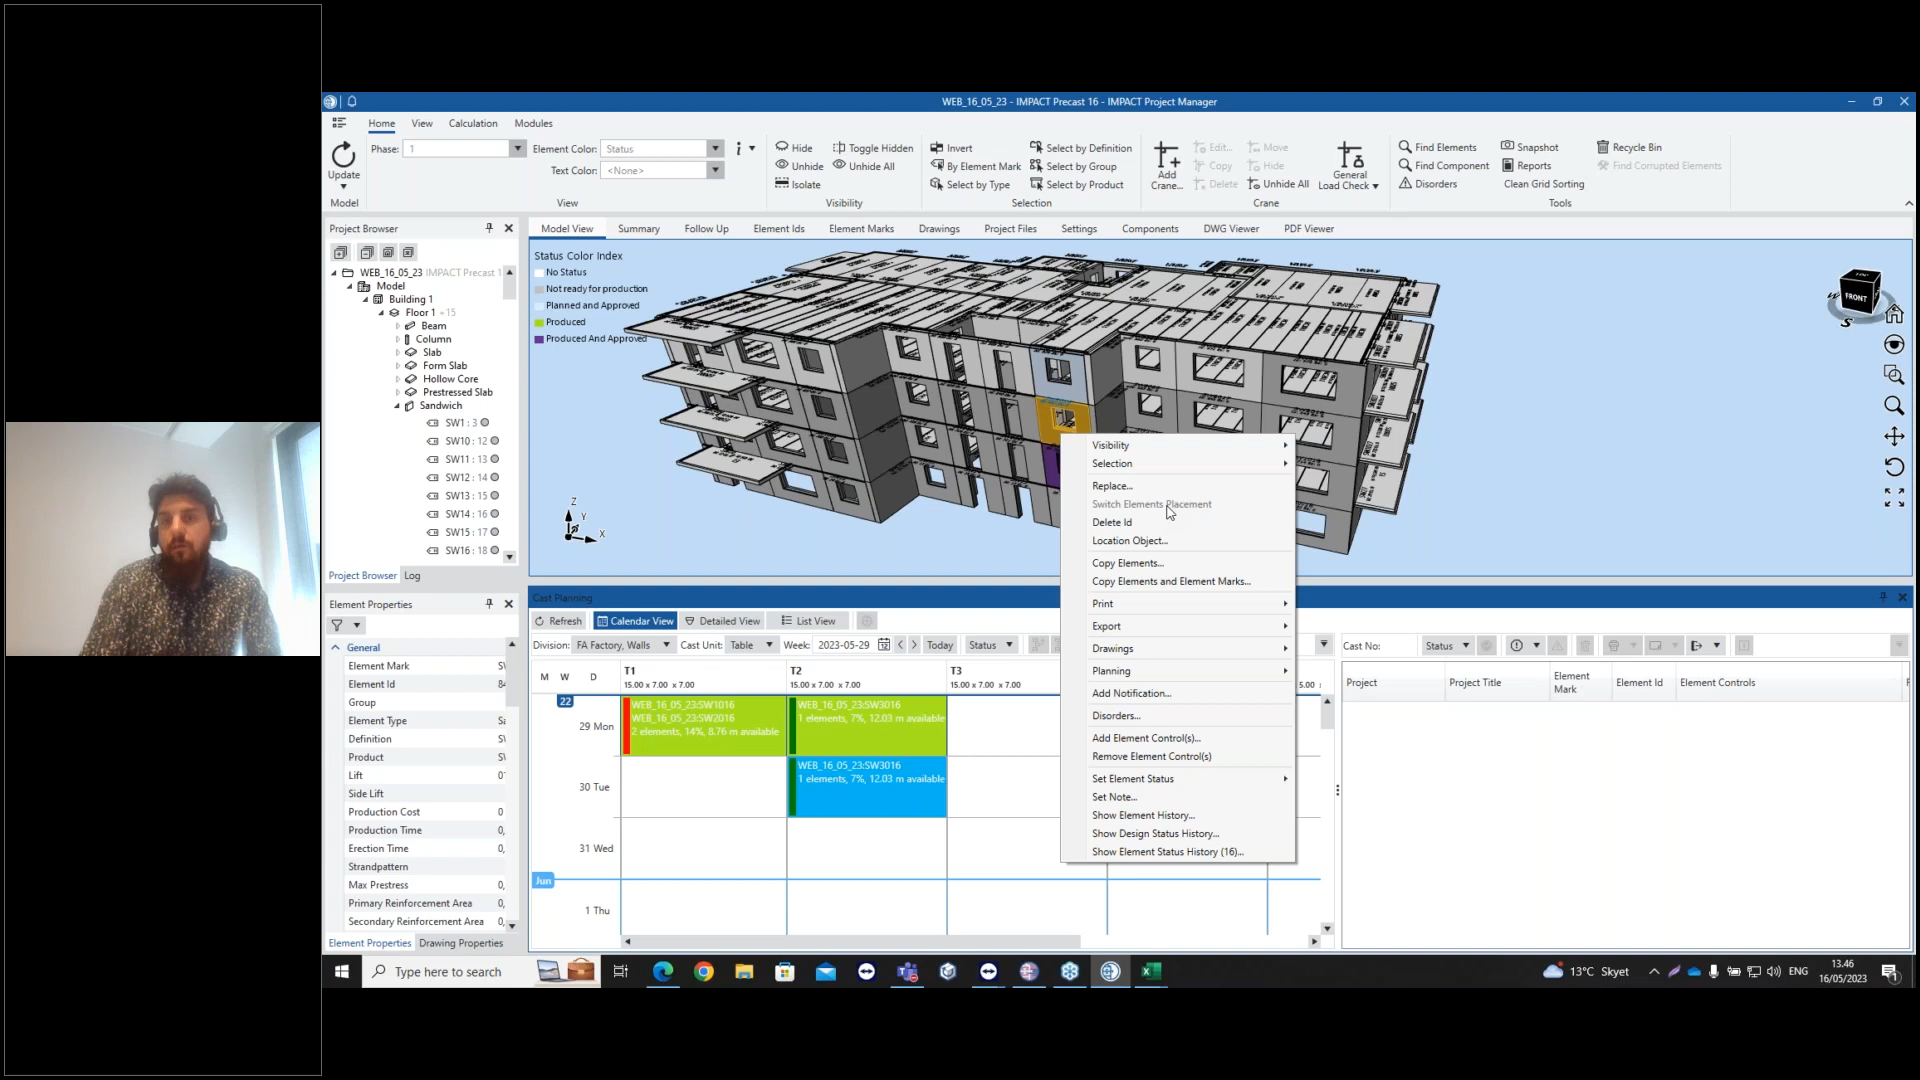 WEB_16_05_23 - IMPACT Precast 16 - IMPACT Project Manager
Home View Calculation Modules
Update
Model
Phase: 1
Element Color: Status
Text Color: <None>
View
Hide Toggle Hidden
Unhide Unhide All
Isolate
Visibility
Invert Select by Definition
By Element Mark Select by Group
Select by Type Select by Product
Selection
Add Crane...
Edit... Move
Copy Hide
Delete Unhide All
General Load Check
Crane
Find Elements Snapshot Recycle Bin
Find Component Reports Find Corrupted Elements
Disorders Clean Grid Sorting
Tools
Project Browser
WEB_16_05_23 IMPACT Precast 1
Model
Building 1
Floor 1 +15
Beam
Column
Slab
Form Slab
Hollow Core
Prestressed Slab
Sandwich
SW1 : 3
SW10 : 12
SW11 : 13
SW12 : 14
SW13 : 15
SW14 : 16
SW15 : 17
SW16 : 18
Project Browser Log
Model View Summary Follow Up Element Ids Element Marks Drawings Project Files Settings Components DWG Viewer PDF Viewer
Status Color Index
No Status
Not ready for production
Planned and Approved
Produced
Produced And Approved
Z
Y
X
FRONT
W
S
Visibility
Selection
Replace...
Switch Elements Placement
Delete Id
Location Object...
Copy Elements...
Copy Elements and Element Marks...
Print
Export
Drawings
Planning
Add Notification...
Disorders...
Add Element Control(s)...
Remove Element Control(s)
Set Element Status
Set Note...
Show Element History...
Show Design Status History...
Show Element Status History (16)...
Element Properties
General
Element Mark
Element Id
Group
Element Type
Definition
Product
Lift
Side Lift
Production Cost 0
Production Time 0,
Erection Time 0,
Strandpattern
Max Prestress 0,
Primary Reinforcement Area 0,
Secondary Reinforcement Area 0,
Element Properties Drawing Properties
Cast Planning
Refresh Calendar View Detailed View List View
Division: FA Factory, Walls Cast Unit: Table Week: 2023-05-29 Today Status
M W D
T1
15.00 x 7.00 x 7.00
T2
15.00 x 7.00 x 7.00
T3
15.00 x 7.00 x 7.00
5.00
22
29 Mon
WEB_16_05_23:SW1016
WEB_16_05_23:SW2016
2 elements, 14%, 8.76 m available
WEB_16_05_23:SW3016
1 elements, 7%, 12.03 m available
30 Tue
WEB_16_05_23:SW3016
1 elements, 7%, 12.03 m available
31 Wed
Jun
1 Thu
Cast No: Status
Project Project Title Element Mark Element Id Element Controls
Type here to search
13°C Skyet
ENG
13.46
16/05/2023